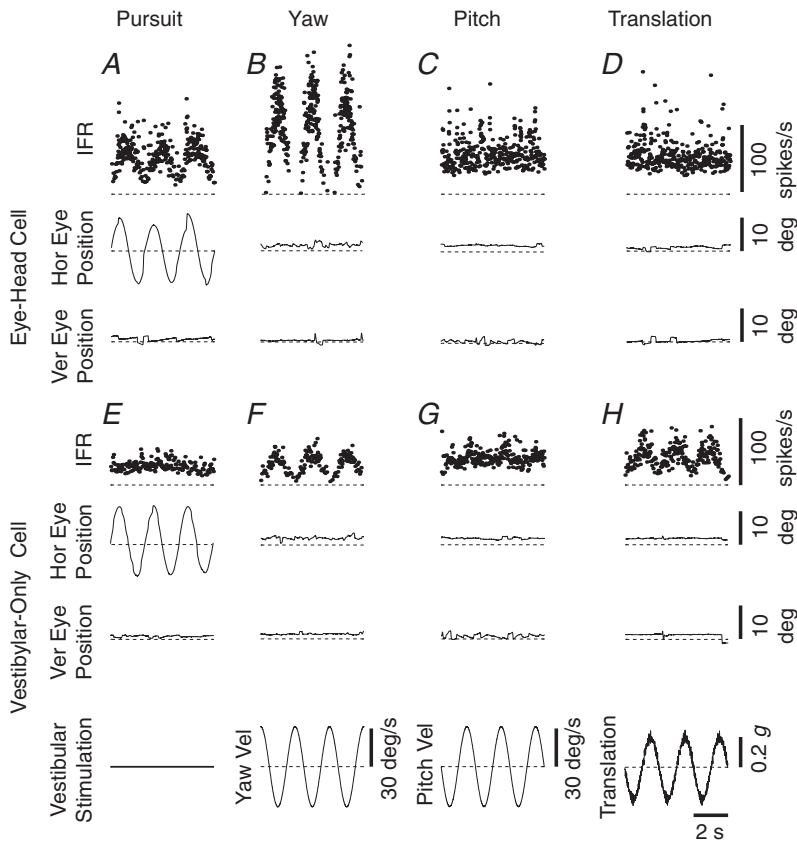 Pursuit Yaw Pitch Translation
A B C D
IFR
100
spikes/s
Eye-Head Cell
Hor Eye
Position
10
deg
Ver Eye
Position
10
deg
E F G H
IFR
100
spikes/s
Vestibylar-Only Cell
Hor Eye
Position
10
deg
Ver Eye
Position
10
deg
Vestibular
Stimulation
Yaw Vel
30 deg/s
Pitch Vel
30 deg/s
Translation
0.2 g
2 s